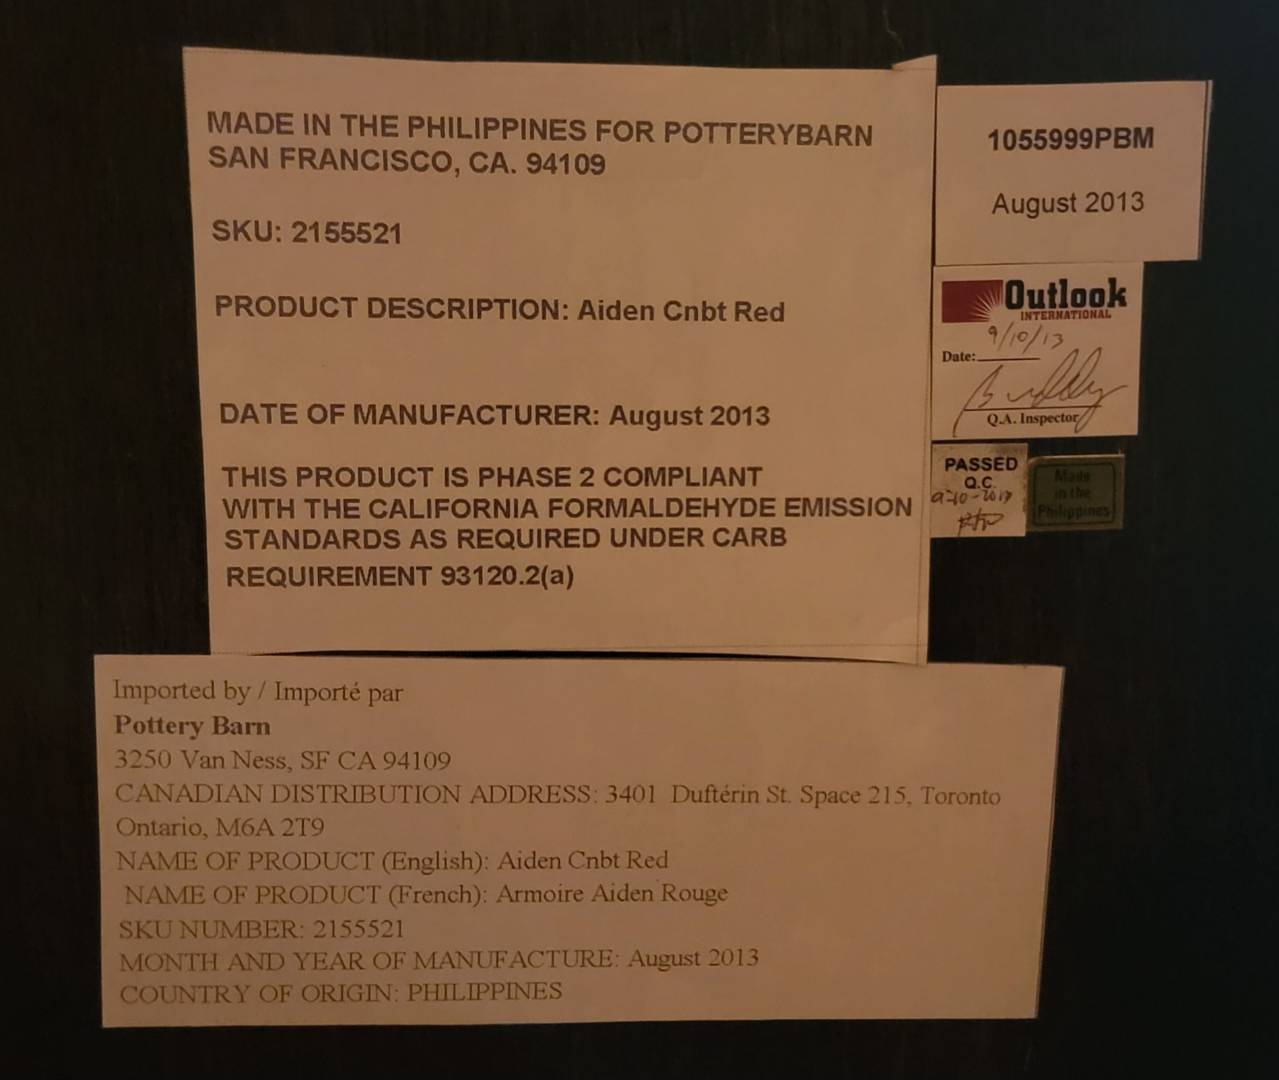 MADE IN THE PHILIPPINES FOR POTTERYBARN
SAN FRANCISCO, CA. 94109
SKU: 2155521
PRODUCT DESCRIPTION: Aiden Cnbt Red
DATE OF MANUFACTURER: August 2013
THIS PRODUCT IS PHASE 2 COMPLIANT
WITH THE CALIFORNIA FORMALDEHYDE EMISSION
STANDARDS AS REQUIRED UNDER CARB
REQUIREMENT 93120.2(a)
1055999PBM
August 2013
Outlook
INTERNATIONAL
9/10/13
Date:
Q.A. Inspector
PASSED
Q.C.
9-10-2013
Made
in the
Philippines
Imported by / Importé par
Pottery Barn
3250 Van Ness, SF CA 94109
CANADIAN DISTRIBUTION ADDRESS: 3401 Duftérin St. Space 215, Toronto
Ontario, M6A 2T9
NAME OF PRODUCT (English): Aiden Cnbt Red
NAME OF PRODUCT (French): Armoire Aiden Rouge
SKU NUMBER: 2155521
MONTH AND YEAR OF MANUFACTURE: August 2013
COUNTRY OF ORIGIN: PHILIPPINES